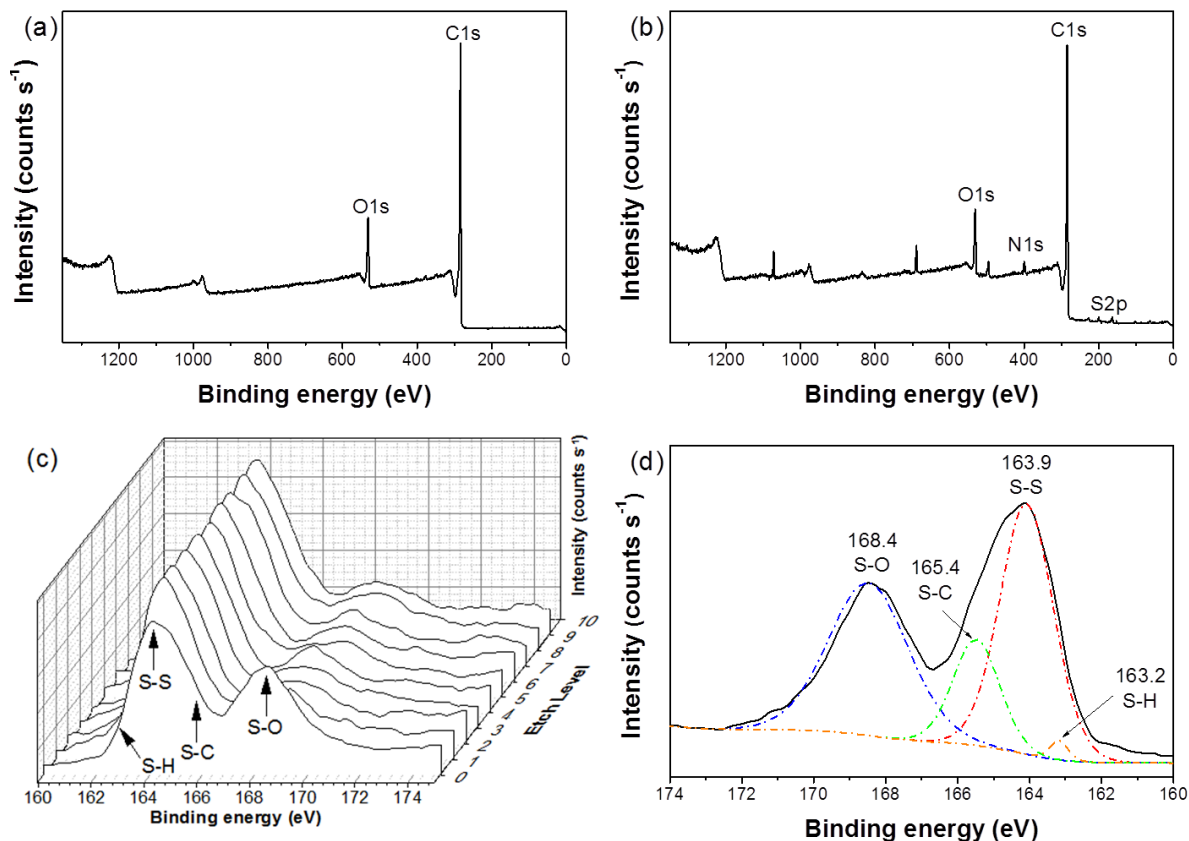 (a)
C1s
O1s
Intensity (counts s⁻¹)
1200 1000 800 600 400 200 0
Binding energy (eV)
(b)
C1s
O1s
N1s
S2p
Intensity (counts s⁻¹)
1200 1000 800 600 400 200 0
Binding energy (eV)
(c)
Intensity (counts s⁻¹)
S-S
S-H
S-C
S-O
0 1 2 3 4 5 6 7 8 9 10
Etch Level
160 162 164 166 168 170 172 174
Binding energy (eV)
(d)
163.9
S-S
168.4
S-O
165.4
S-C
163.2
S-H
Intensity (counts s⁻¹)
174 172 170 168 166 164 162 160
Binding energy (eV)